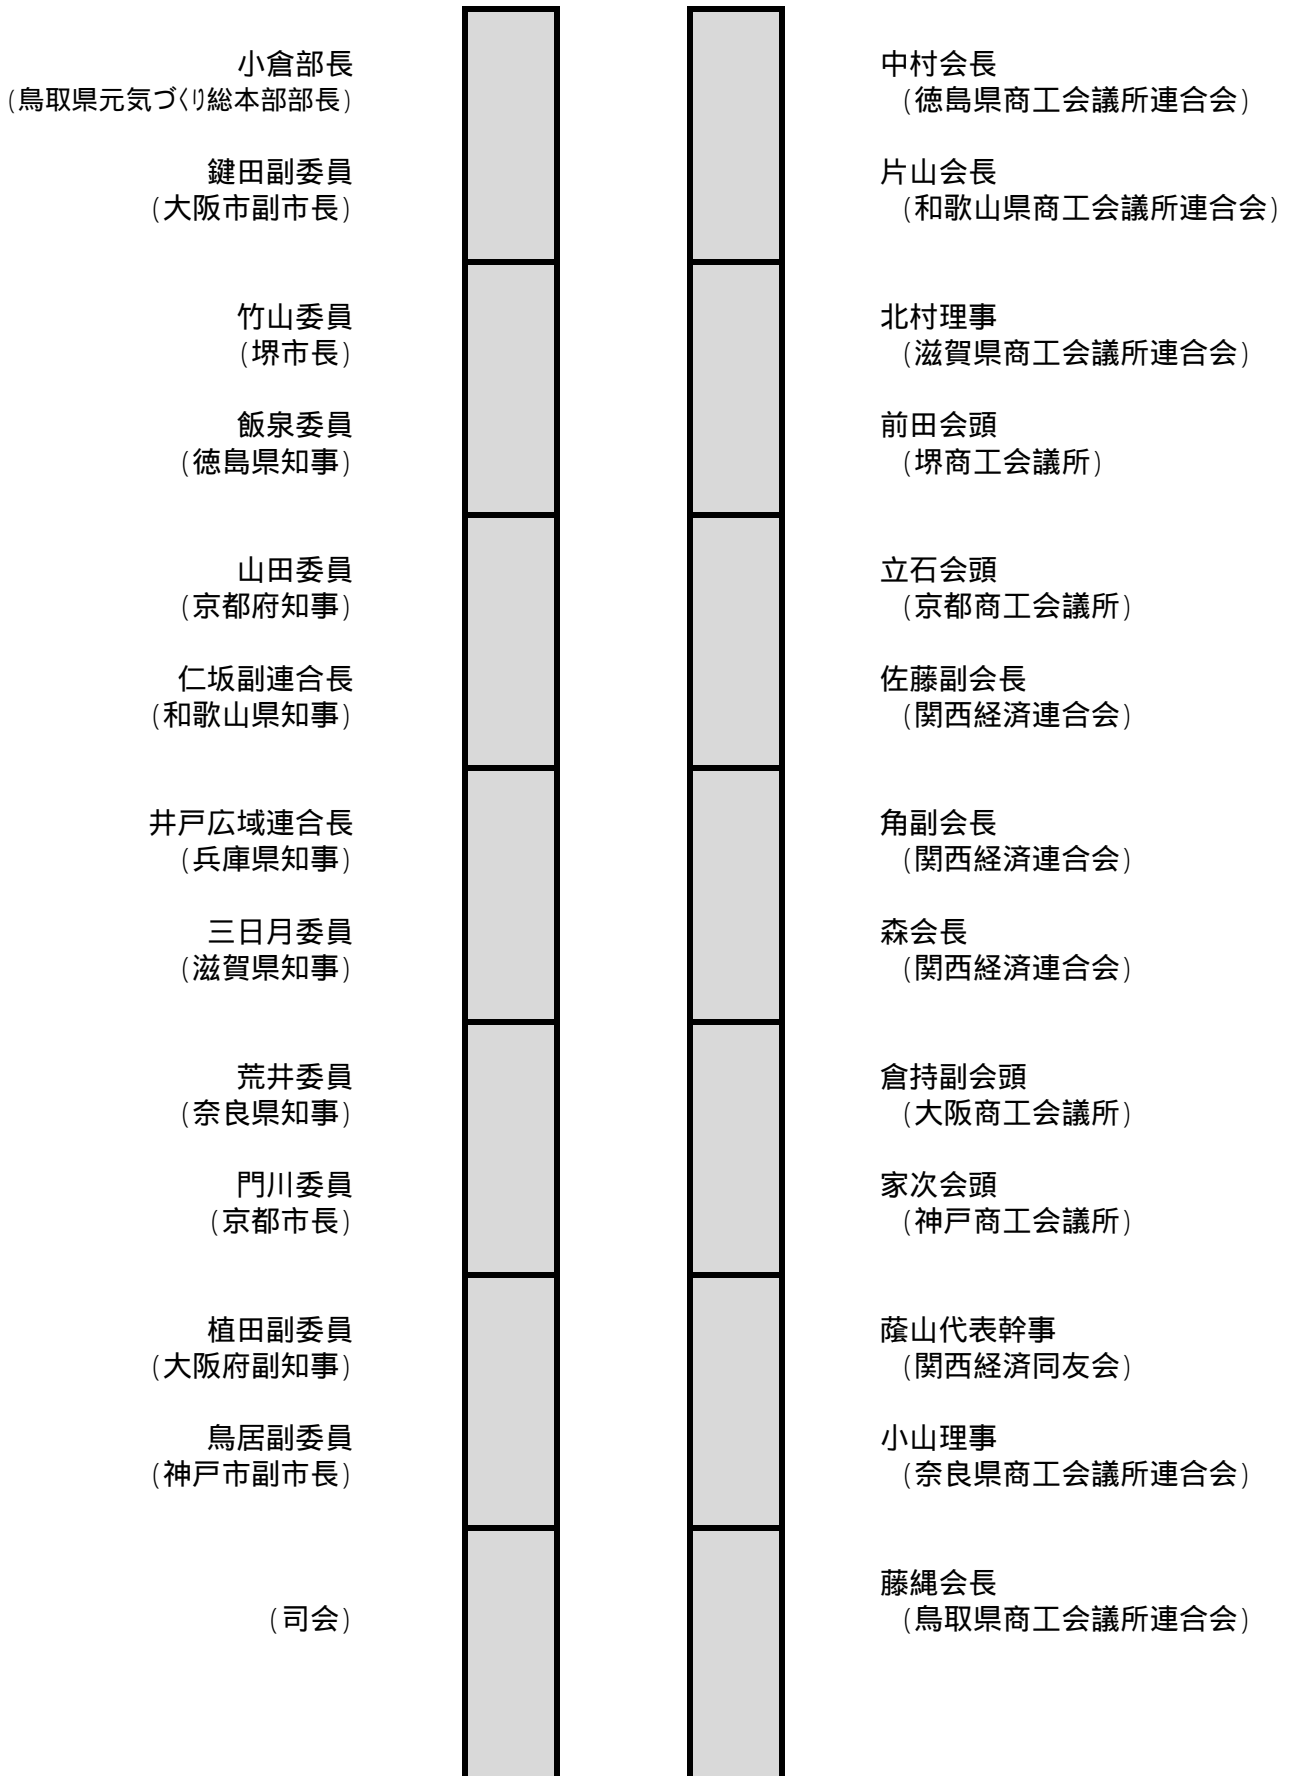 小倉部長
(鳥取県元気づくり総本部部長)
鍵田副委員
(大阪市副市長)
竹山委員
(堺市長)
飯泉委員
(徳島県知事)
山田委員
(京都府知事)
仁坂副連合長
(和歌山県知事)
井戸広域連合長
(兵庫県知事)
三日月委員
(滋賀県知事)
荒井委員
(奈良県知事)
門川委員
(京都市長)
植田副委員
(大阪府副知事)
鳥居副委員
(神戸市副市長)
(司会)
中村会長
(徳島県商工会議所連合会)
片山会長
(和歌山県商工会議所連合会)
北村理事
(滋賀県商工会議所連合会)
前田会頭
(堺商工会議所)
立石会頭
(京都商工会議所)
佐藤副会長
(関西経済連合会)
角副会長
(関西経済連合会)
森会長
(関西経済連合会)
倉持副会頭
(大阪商工会議所)
家次会頭
(神戸商工会議所)
蔭山代表幹事
(関西経済同友会)
小山理事
(奈良県商工会議所連合会)
藤縄会長
(鳥取県商工会議所連合会)